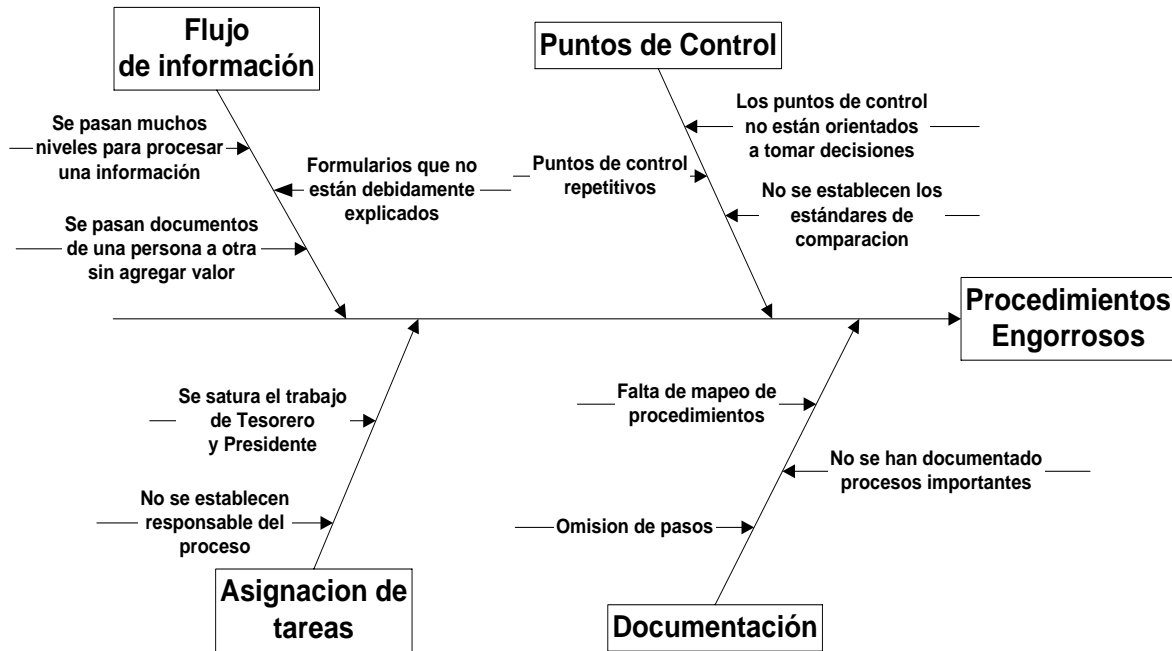 Flujo
de información
Puntos de Control
Se pasan muchos
niveles para procesar
una información
Formularios que no
están debidamente
explicados
Se pasan documentos
de una persona a otra
sin agregar valor
Los puntos de control
no están orientados
a tomar decisiones
Puntos de control
repetitivos
No se establecen los
estándares de
comparacion
Procedimientos
Engorrosos
Se satura el trabajo
de Tesorero
y Presidente
No se establecen
responsable del
proceso
Asignacion de
tareas
Falta de mapeo de
procedimientos
No se han documentado
procesos importantes
Omision de pasos
Documentación